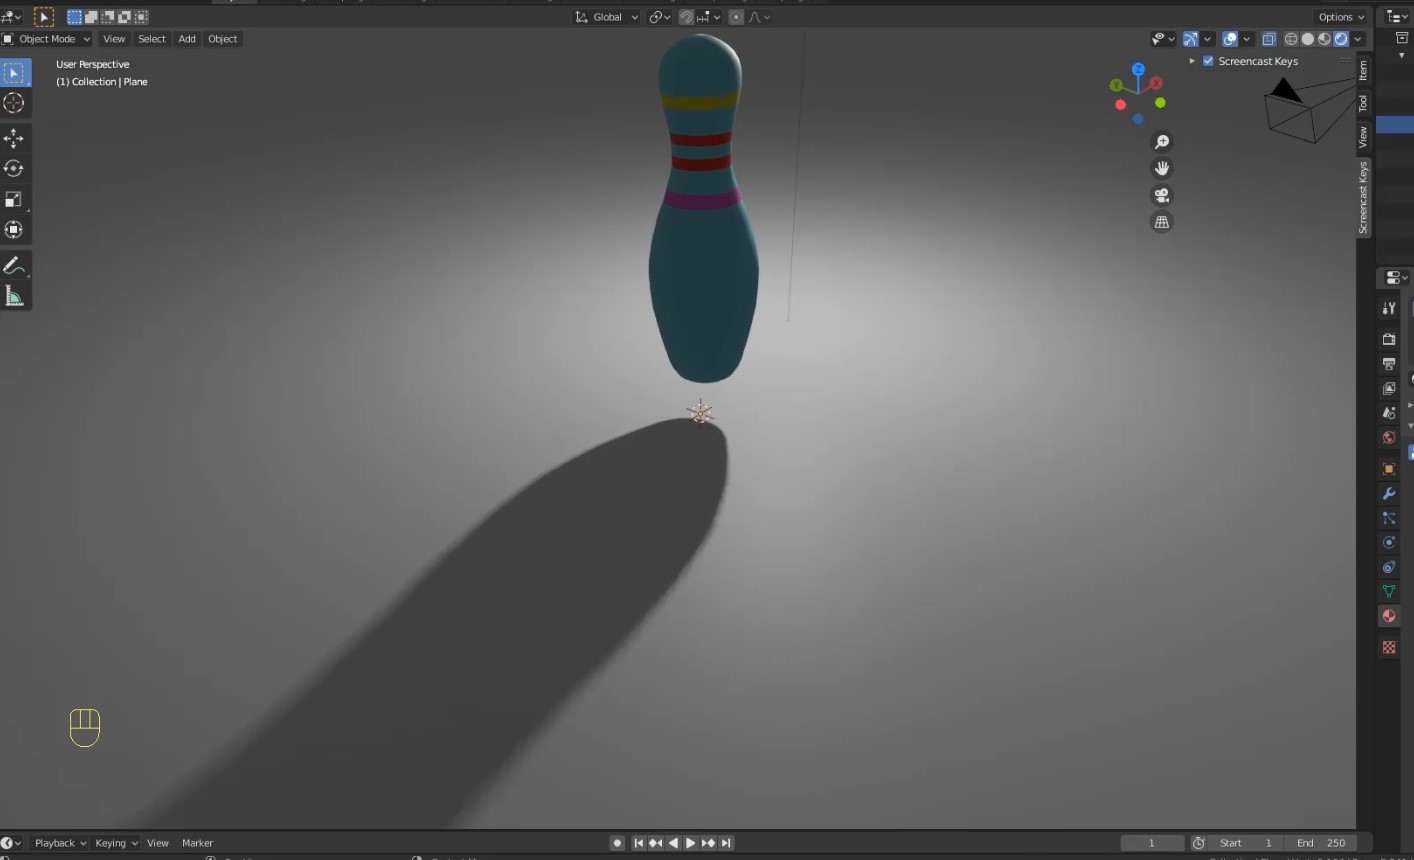 Global
Options
Object Mode
View
Select
Add
Object
User Perspective
(1) Collection | Plane
Screencast Keys
Z
Y
X
Item
Tool
View
Screencast Keys
Playback
Keying
View
Marker
1
Start 1
End 250